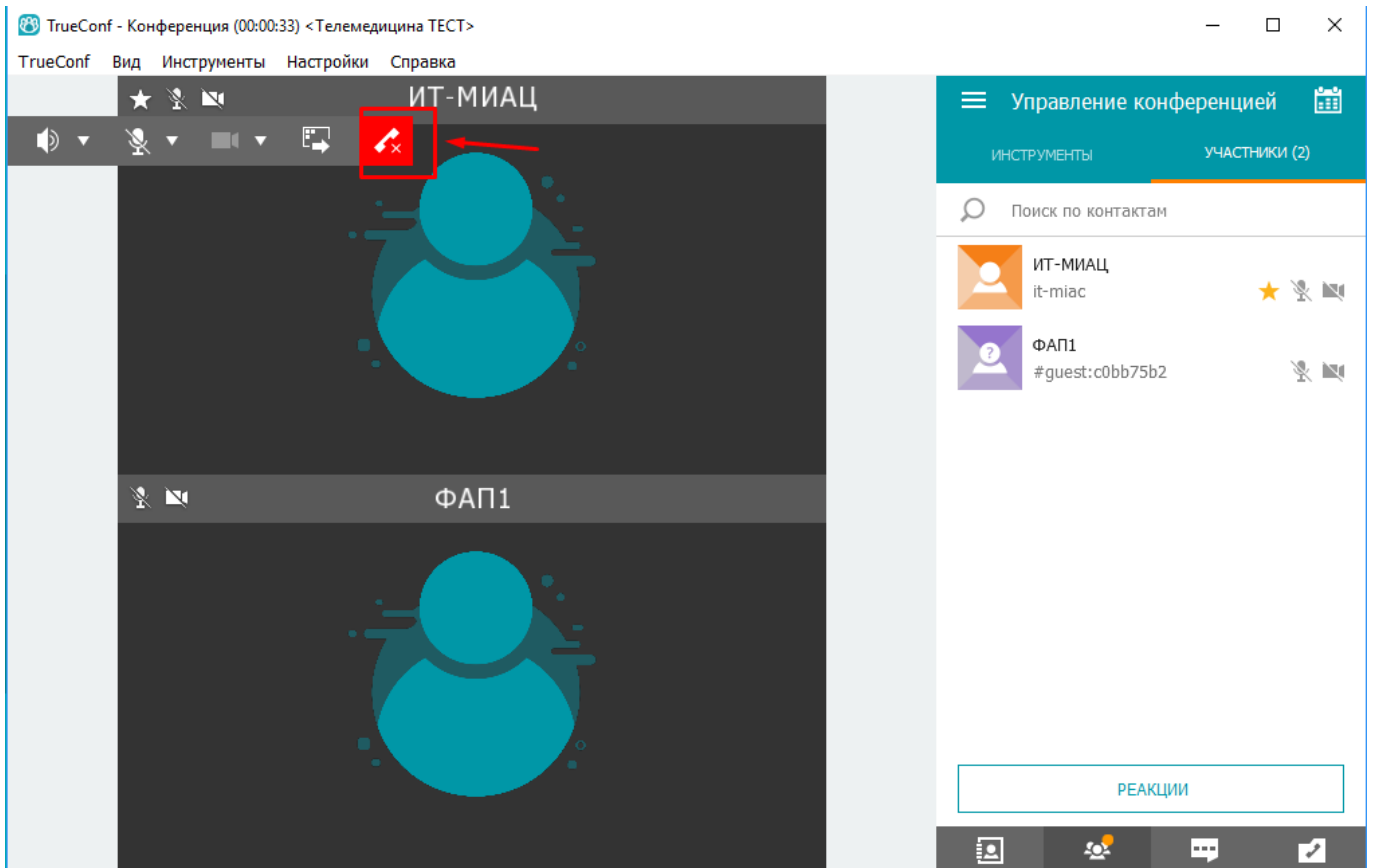 TrueConf - Конференция (00:00:33) <Телемедицина ТЕСТ>
TrueConf Вид Инструменты Настройки Справка
ИТ-МИАЦ
ФАП1
Управление конференцией
ИНСТРУМЕНТЫ УЧАСТНИКИ (2)
Поиск по контактам
ИТ-МИАЦ
it-miac
ФАП1
#guest:c0bb75b2
РЕАКЦИИ